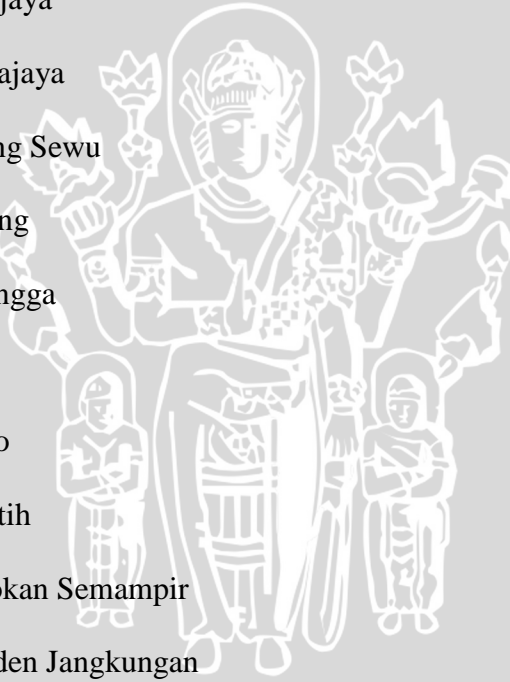 jaya
ajaya
ng Sewu
ng
ngga
o
tih
okan Semampir
den Jangkungan